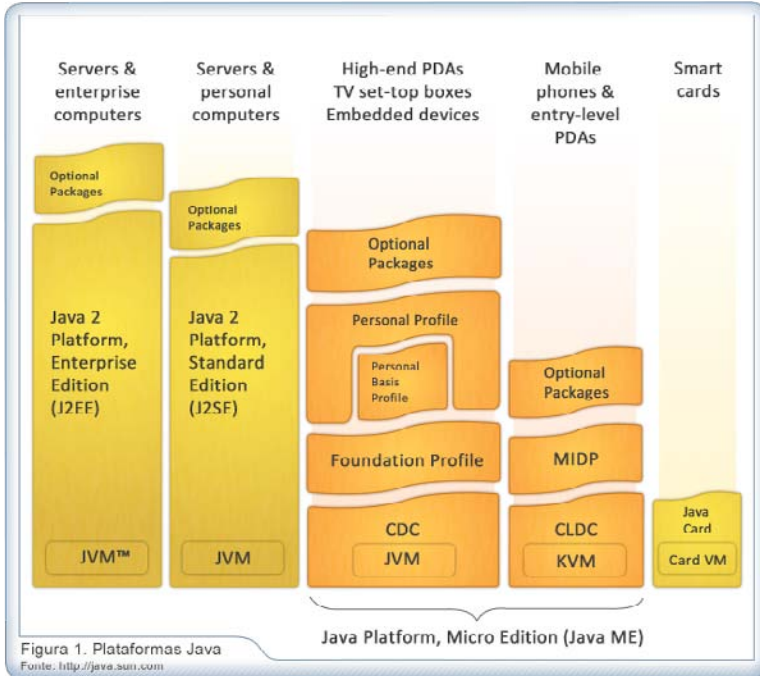 Servers &
enterprise
computers
Servers &
personal
computers
High-end PDAs
TV set-top boxes
Embedded devices
Mobile
phones &
entry-level
PDAs
Smart
cards
Optional
Packages
Java 2
Platform,
Enterprise
Edition
(J2EE)
JVM™
Optional
Packages
Java 2
Platform,
Standard
Edition
(J2SE)
JVM
Optional
Packages
Personal Profile
Personal
Basis
Profile
Foundation Profile
CDC
JVM
Optional
Packages
MIDP
CLDC
KVM
Java
Card
Card VM
Java Platform, Micro Edition (Java ME)
Figura 1. Plataformas Java
Fonte: http://java.sun.com